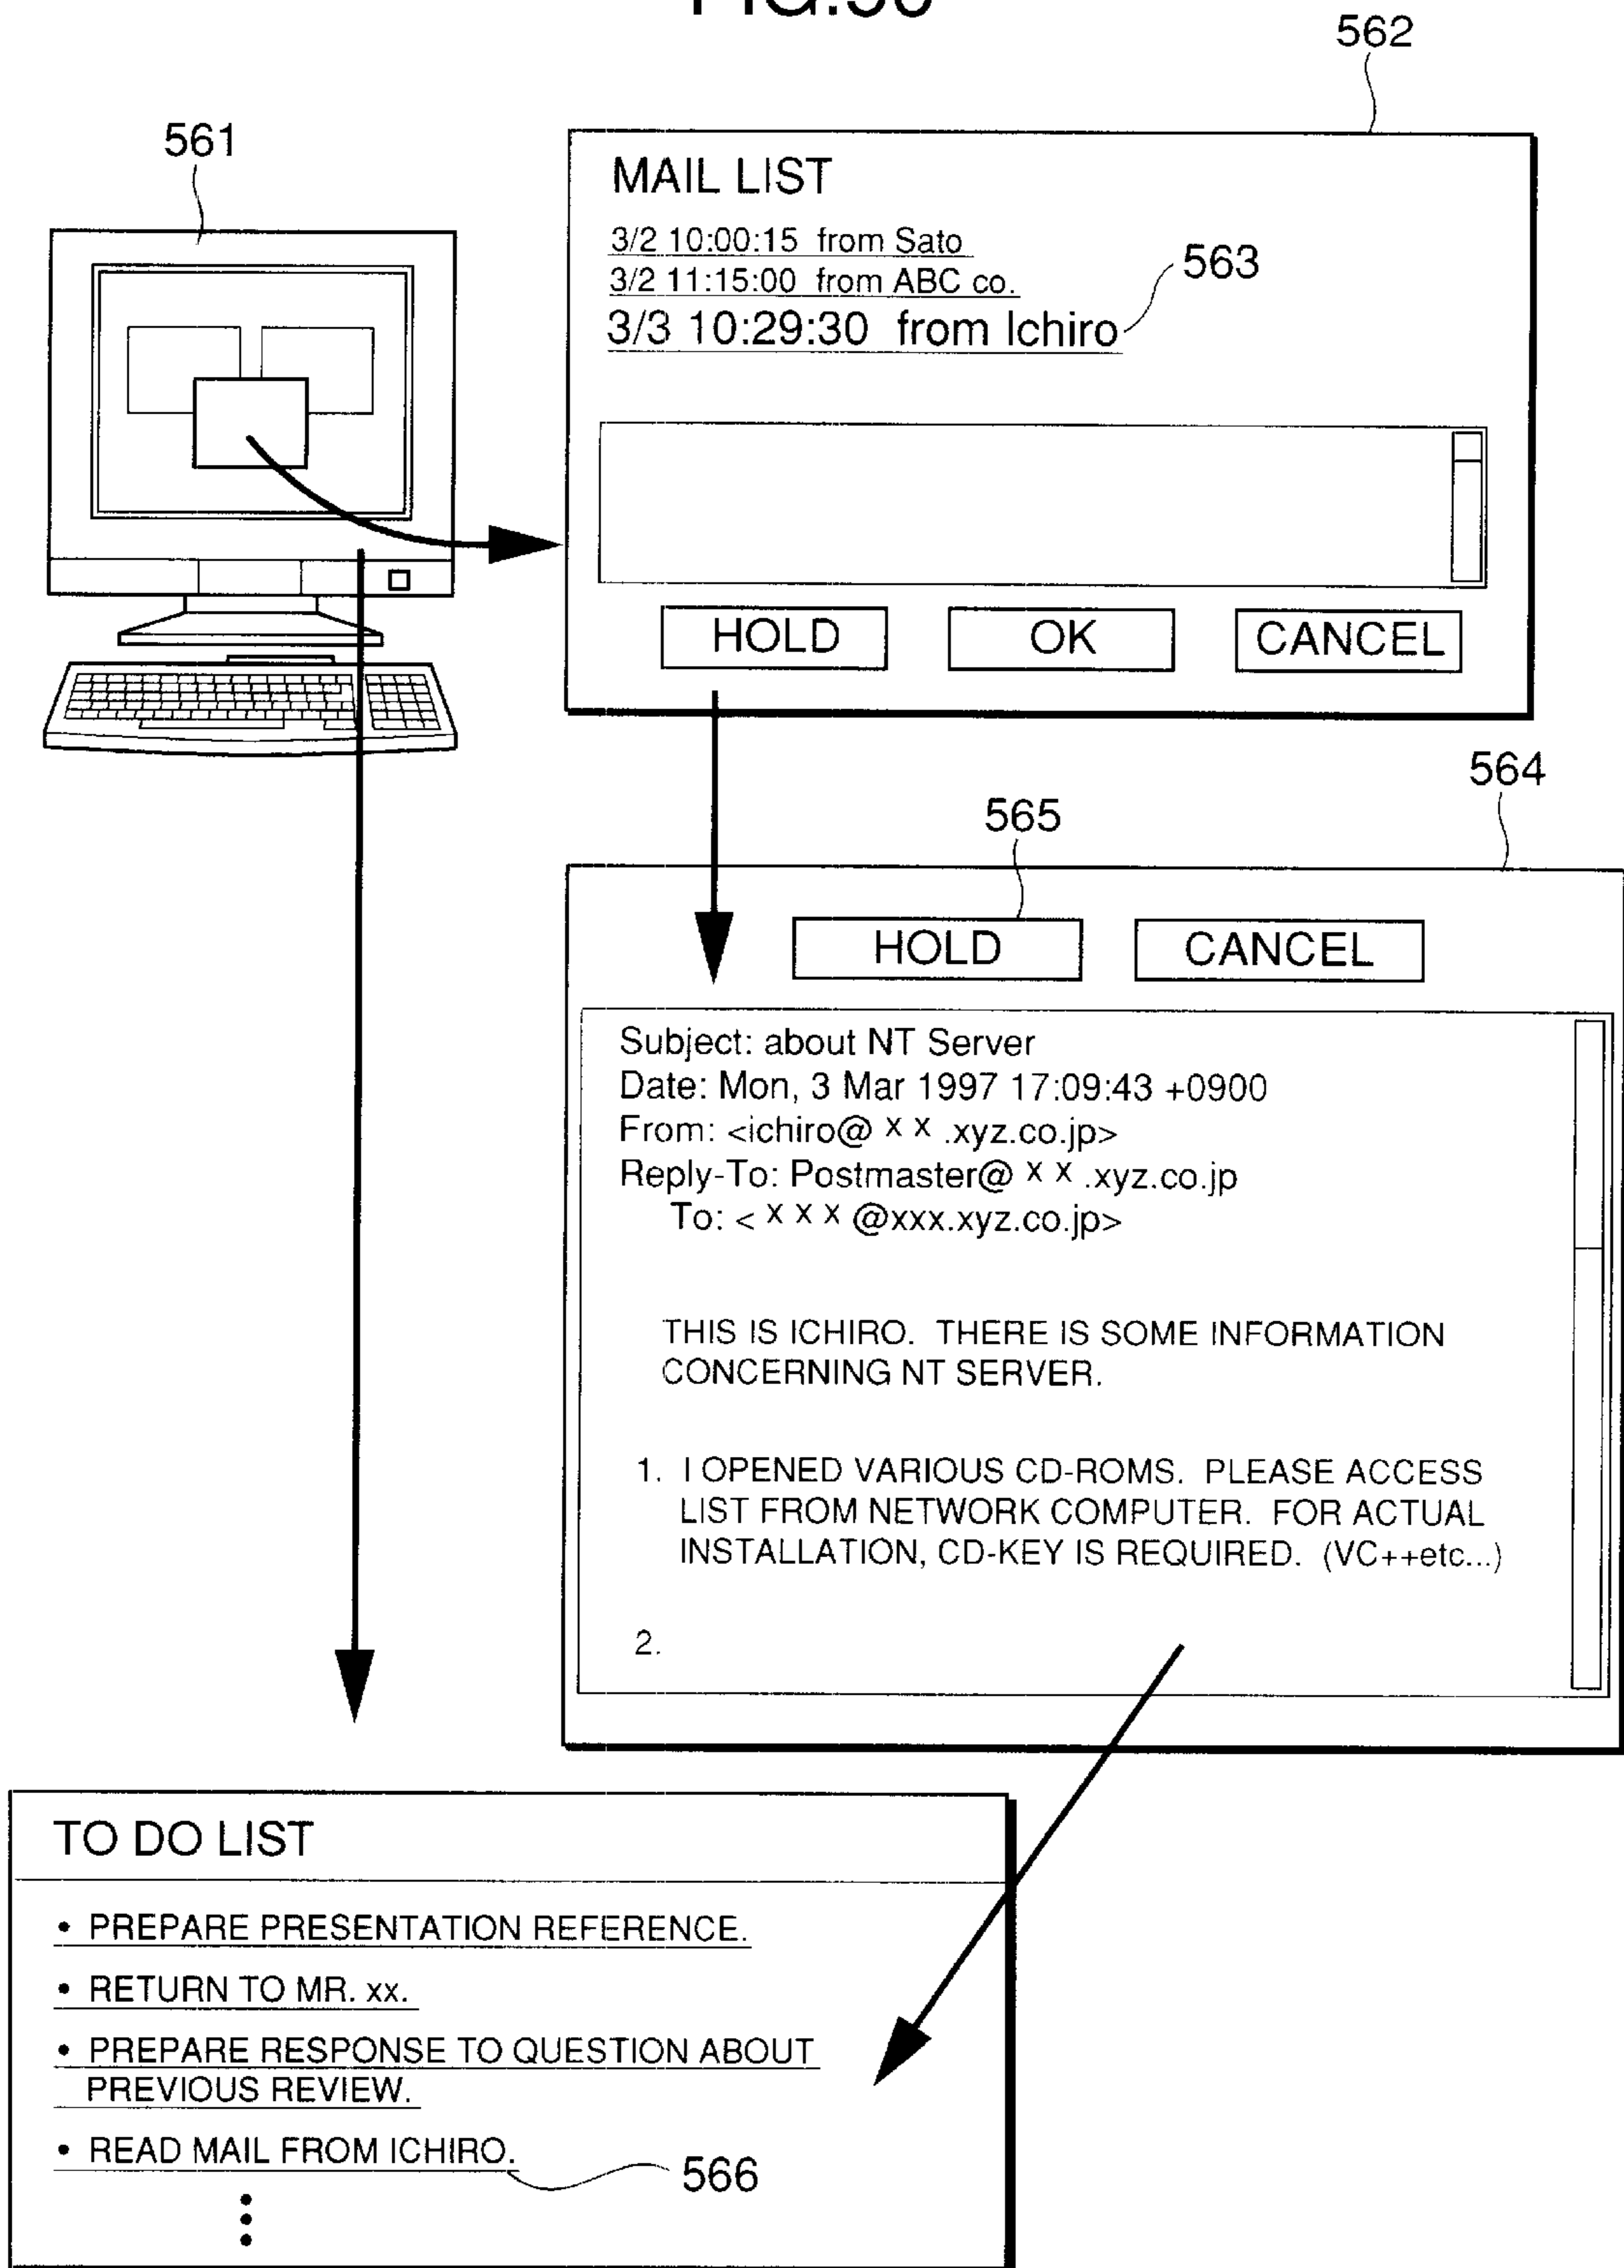 562
561
MAIL LIST
3/2 10:00:15 from Sato
3/2 11:15:00 from ABC co.
563
3/3 10:29:30 from Ichiro
HOLD OK CANCEL
564
565
HOLD CANCEL
Subject: about NT Server
Date: Mon, 3 Mar 1997 17:09:43 +0900
From: <ichiro@ x x .xyz.co.jp>
Reply-To: Postmaster@ x x .xyz.co.jp
To: < x x x @xxx.xyz.co.jp>
THIS IS ICHIRO. THERE IS SOME INFORMATION
CONCERNING NT SERVER.
1. I OPENED VARIOUS CD-ROMS. PLEASE ACCESS
LIST FROM NETWORK COMPUTER. FOR ACTUAL
INSTALLATION, CD-KEY IS REQUIRED. (VC++etc...)
2.
TO DO LIST
• PREPARE PRESENTATION REFERENCE.
• RETURN TO MR. xx.
• PREPARE RESPONSE TO QUESTION ABOUT
PREVIOUS REVIEW.
• READ MAIL FROM ICHIRO.
566